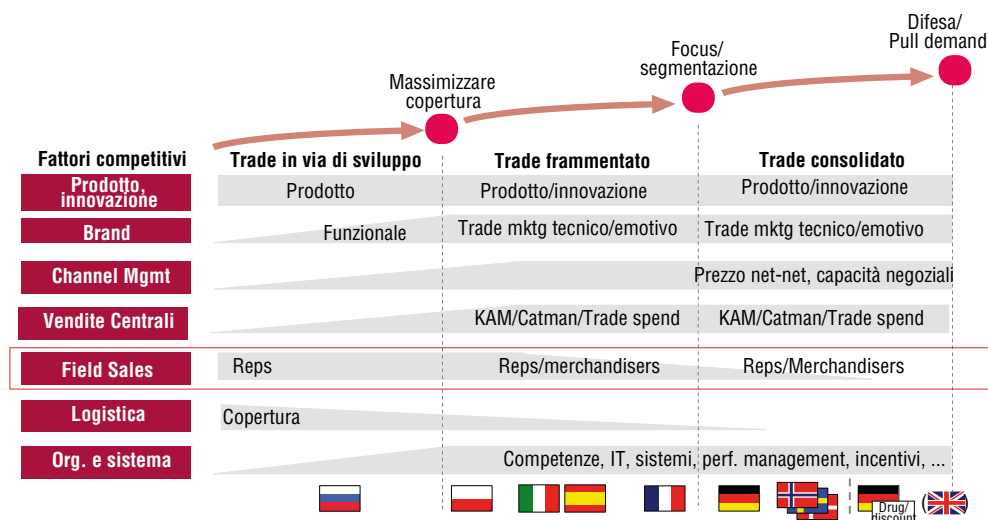 Difesa/
Pull demand
Focus/
segmentazione
Massimizzare
copertura
Fattori competitivi
Trade in via di sviluppo
Trade frammentato
Trade consolidato
Prodotto,
innovazione
Prodotto
Prodotto/innovazione
Prodotto/innovazione
Brand
Funzionale
Trade mktg tecnico/emotivo
Trade mktg tecnico/emotivo
Channel Mgmt
Prezzo net-net, capacità negoziali
Vendite Centrali
KAM/Catman/Trade spend
KAM/Catman/Trade spend
Field Sales
Reps
Reps/merchandisers
Reps/Merchandisers
Logistica
Copertura
Org. e sistema
Competenze, IT, sistemi, perf. management, incentivi, ...
Drug/
discount